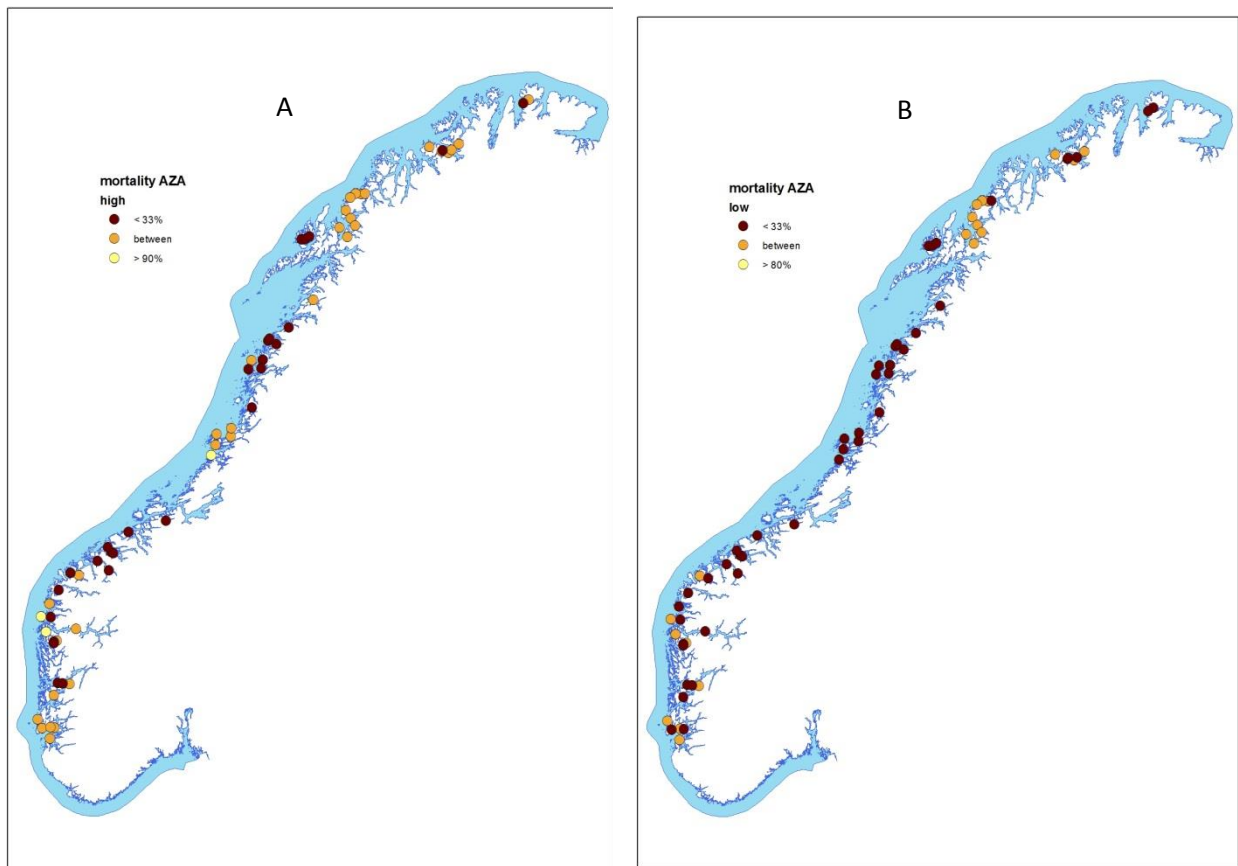 A
mortality AZA
high
< 33%
between
> 90%
B
mortality AZA
low
< 33%
between
> 80%